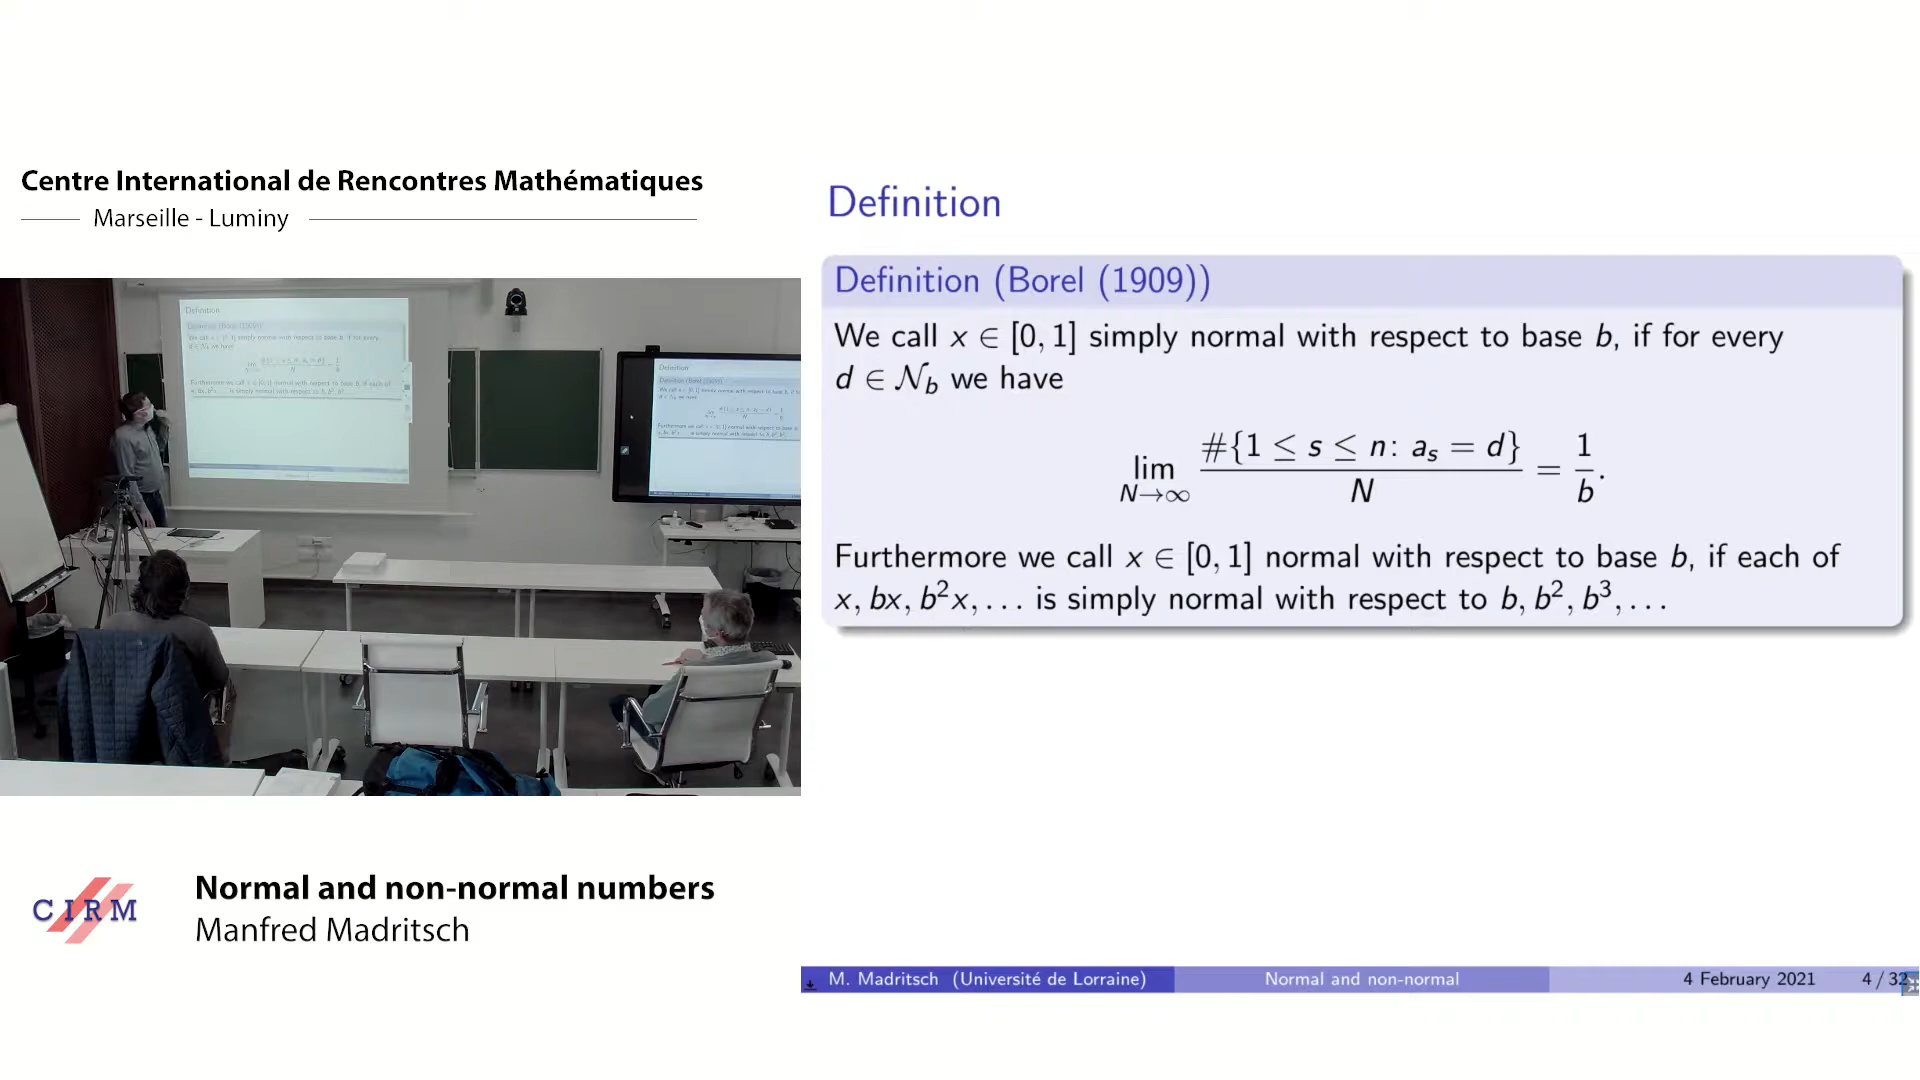 Centre International de Rencontres Mathématiques
Marseille - Luminy
Definition
Definition (Borel (1909))
We call x ∈ [0, 1] simply normal with respect to base b, if for every
d ∈ 𝒩_b we have
lim_{N→∞} #{1 ≤ s ≤ n: a_s = d} / N = 1/b.
Furthermore we call x ∈ [0, 1] normal with respect to base b, if each of
x, bx, b²x, . . . is simply normal with respect to b, b², b³, . . .
CIRM
Normal and non-normal numbers
Manfred Madritsch
M. Madritsch (Université de Lorraine)
Normal and non-normal
4 February 2021
4 / 32